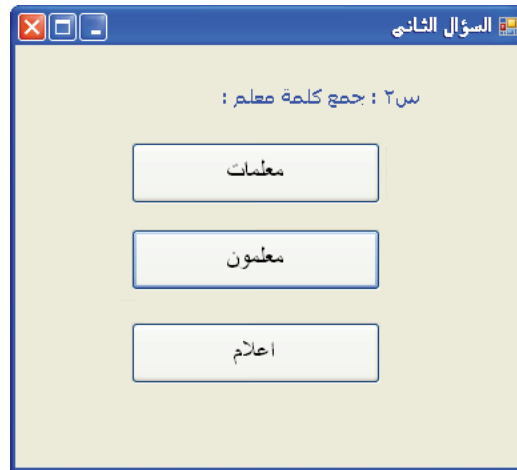 السؤال الثاني
س٢ : جمع كلمة معلم :
معلمات
معلمون
اعلام